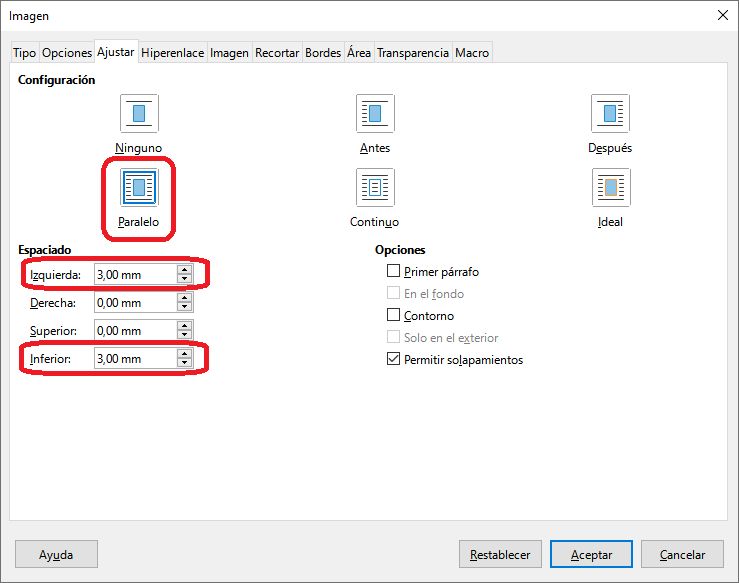 Imagen
Tipo Opciones Ajustar Hiperenlace Imagen Recortar Bordes Área Transparencia Macro
Configuración
Ninguno Antes Después
Paralelo Continuo Ideal
Espaciado Opciones
Izquierda: 3,00 mm Primer párrafo
Derecha: 0,00 mm En el fondo
Superior: 0,00 mm Contorno
Solo en el exterior
Inferior: 3,00 mm Permitir solapamientos
Ayuda Restablecer Aceptar Cancelar